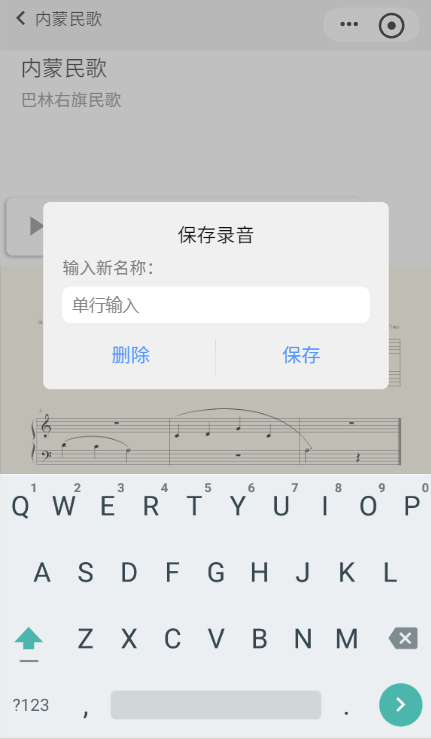 内蒙民歌
内蒙民歌
巴林右旗民歌
保存录音
输入新名称：
单行输入
删除 保存
1 2 3 4 5 6 7 8 9 0
Q W E R T Y U I O P
A S D F G H J K L
Z X C V B N M
?123 , .